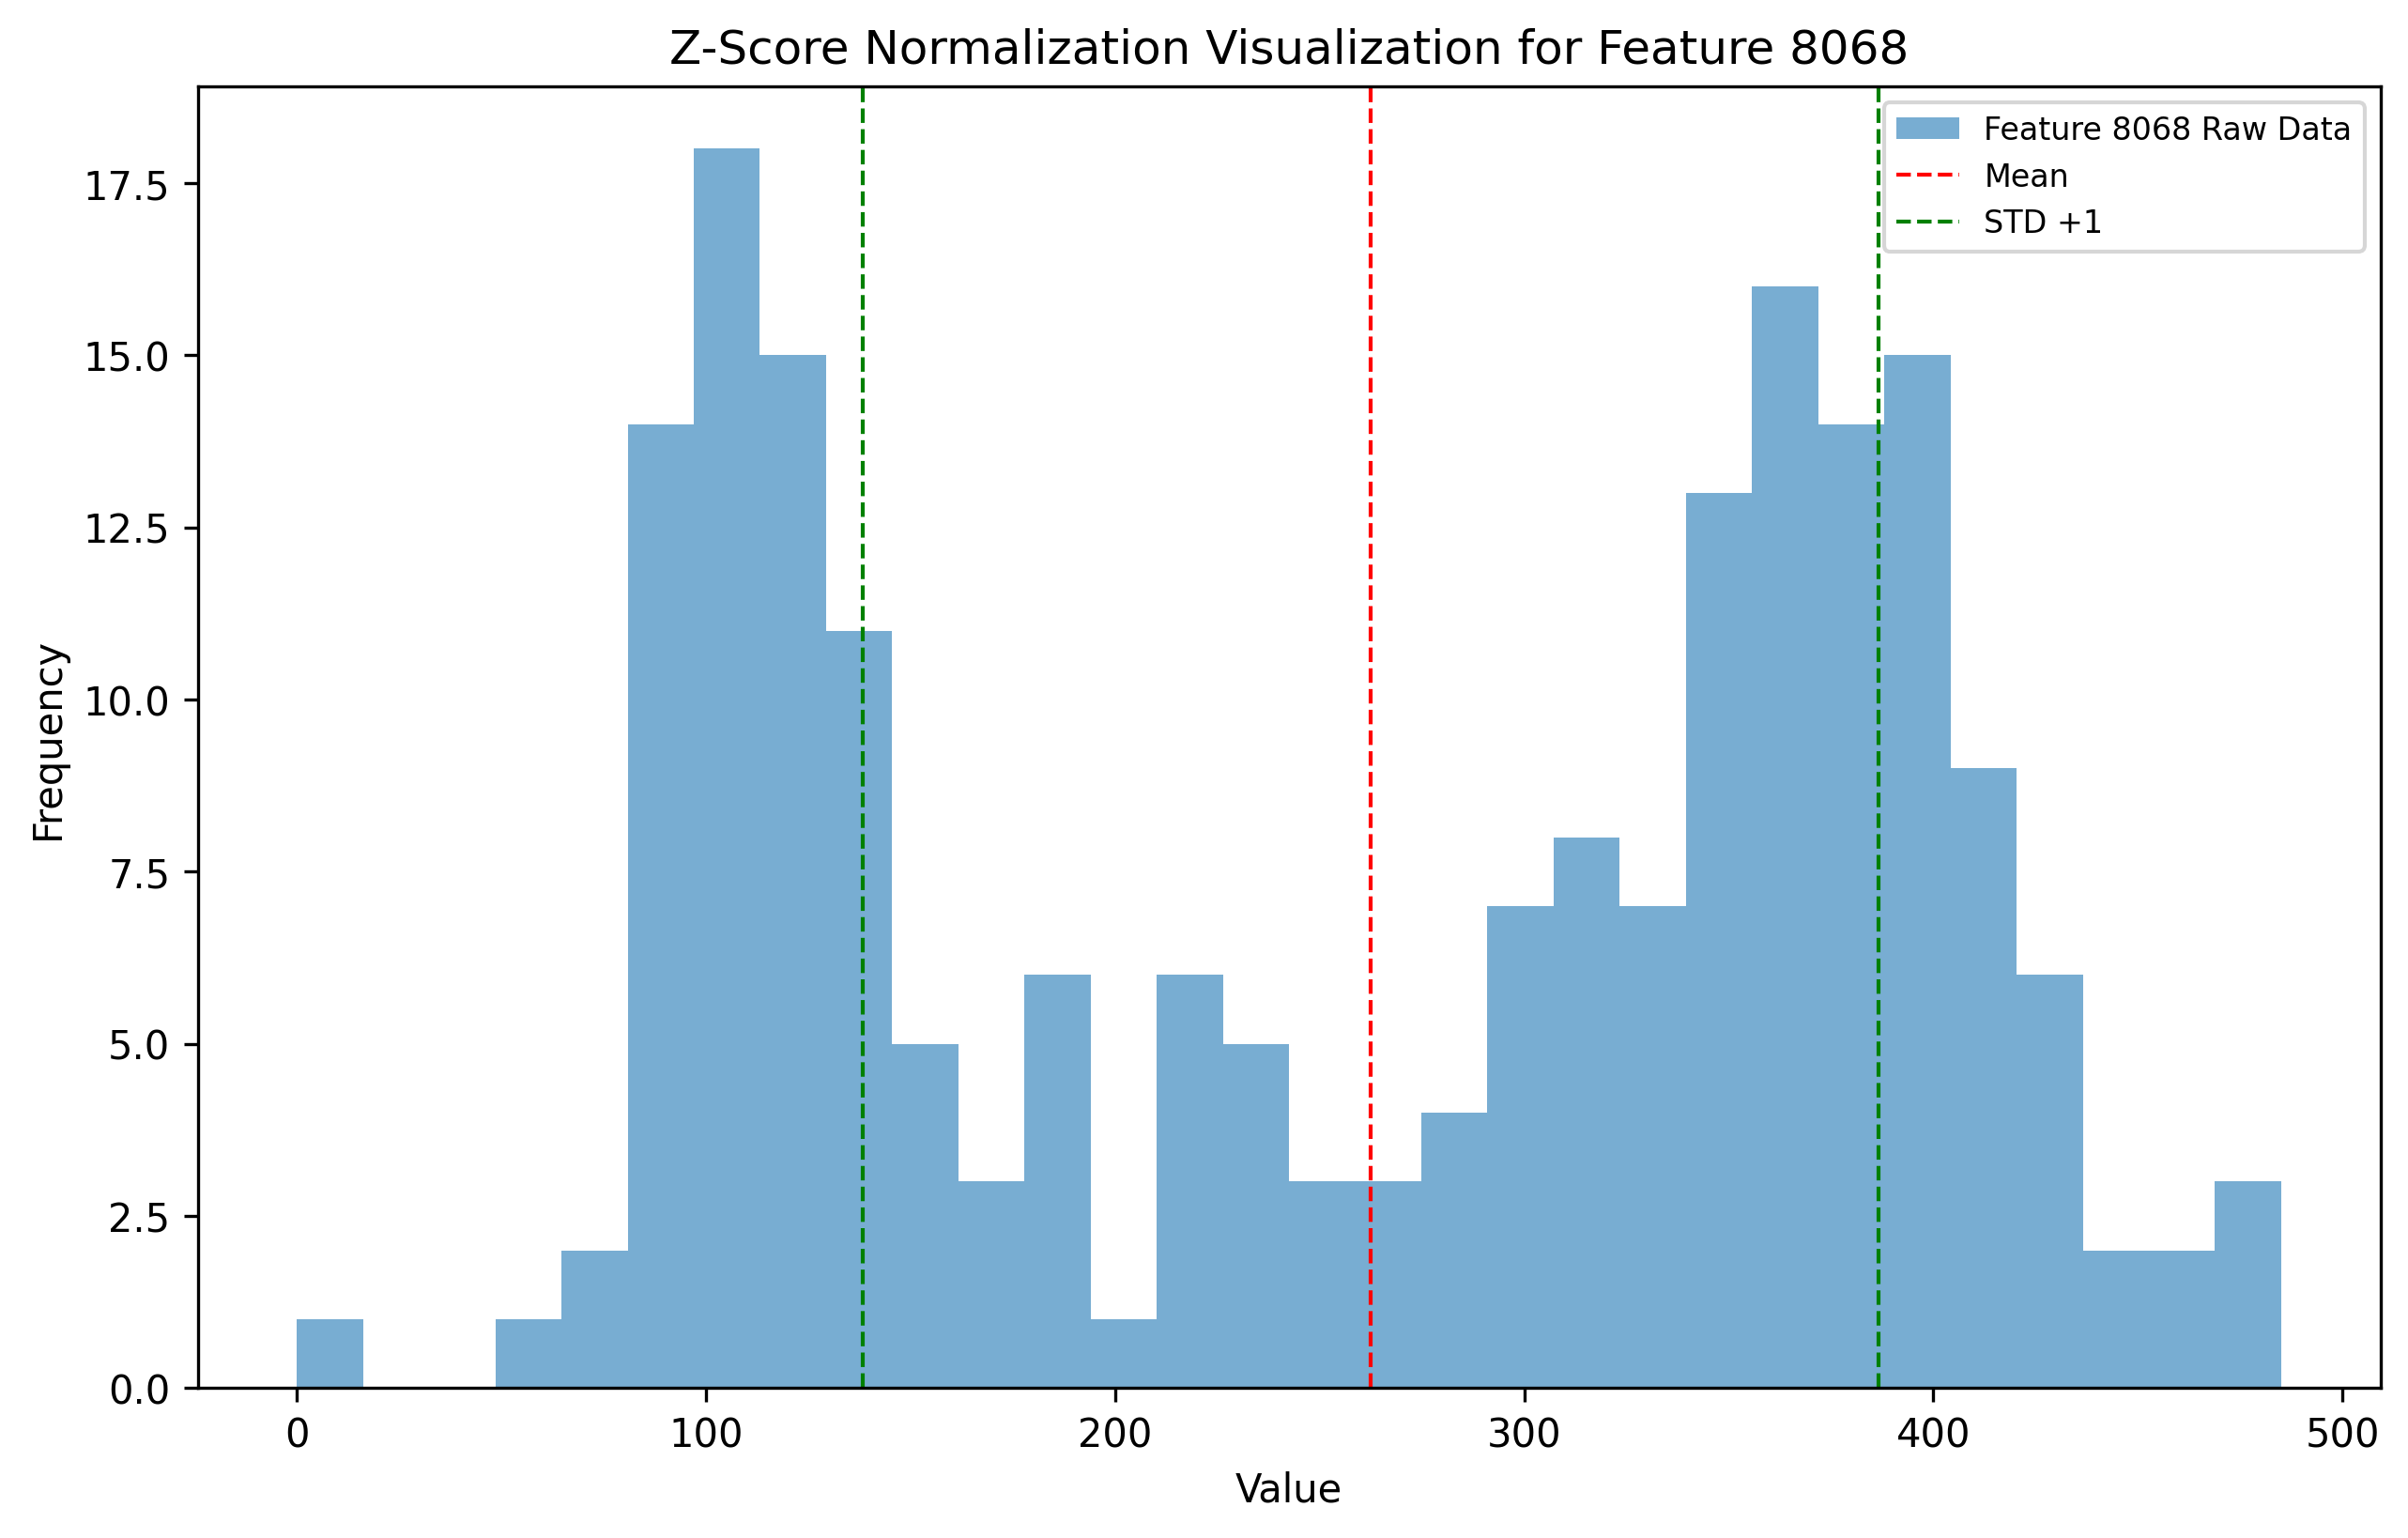 Z-Score Normalization Visualization for Feature 8068
Feature 8068 Raw Data
Mean
STD +1
17.5
15.0
12.5
10.0
7.5
5.0
2.5
0.0
Frequency
0 100 200 300 400 500
Value